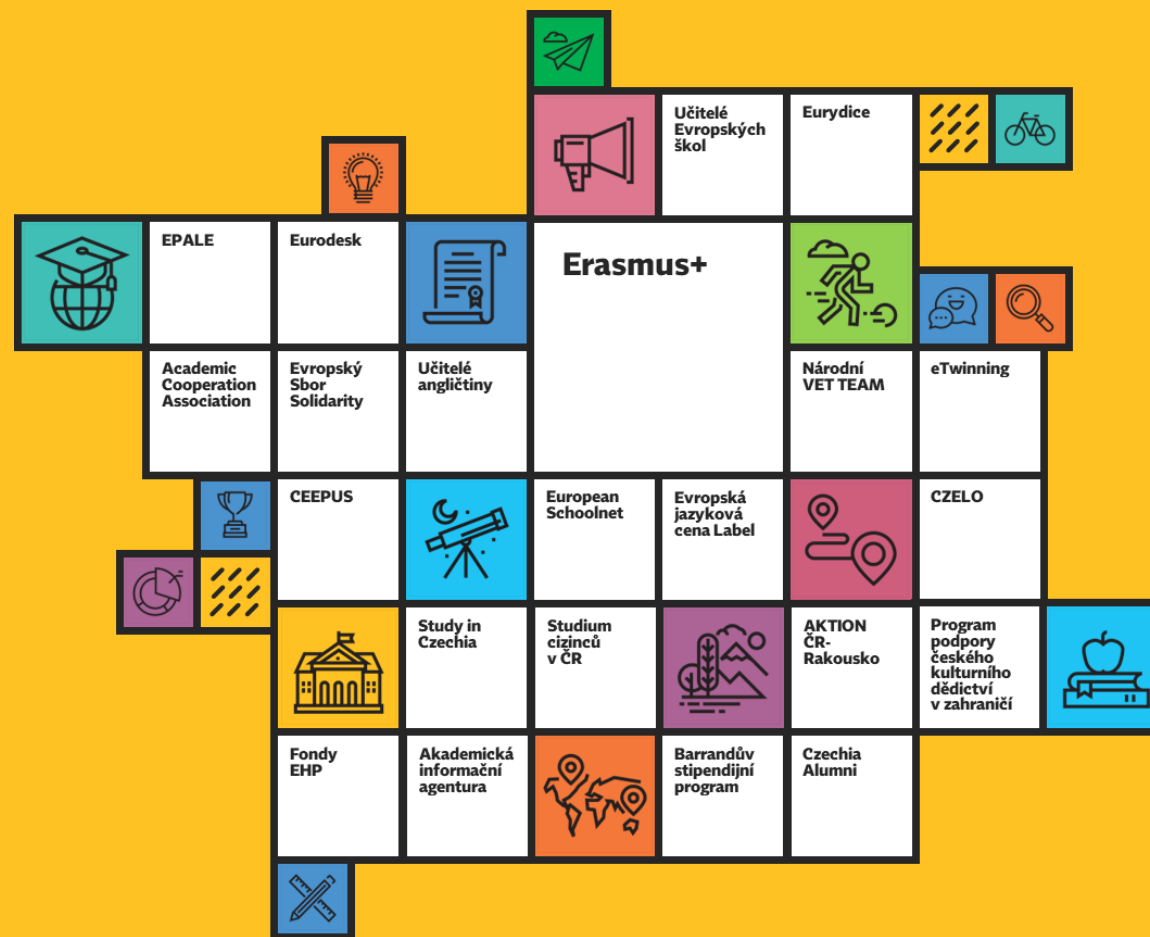 Učitelé
Evropských
škol
Eurydice
EPALE
Eurodesk
Erasmus+
Academic
Cooperation
Association
Evropský
Sbor
Solidarity
Učitelé
angličtiny
Národní
VET TEAM
eTwinning
CEEPUS
European
Schoolnet
Evropská
jazyková
cena Label
CZELO
Study in
Czechia
Studium
cizinců
v ČR
AKTION
ČR-
Rakousko
Program
podpory
českého
kulturního
dědictví
v zahraničí
Fondy
EHP
Akademická
informační
agentura
Barrandův
stipendijní
program
Czechia
Alumni